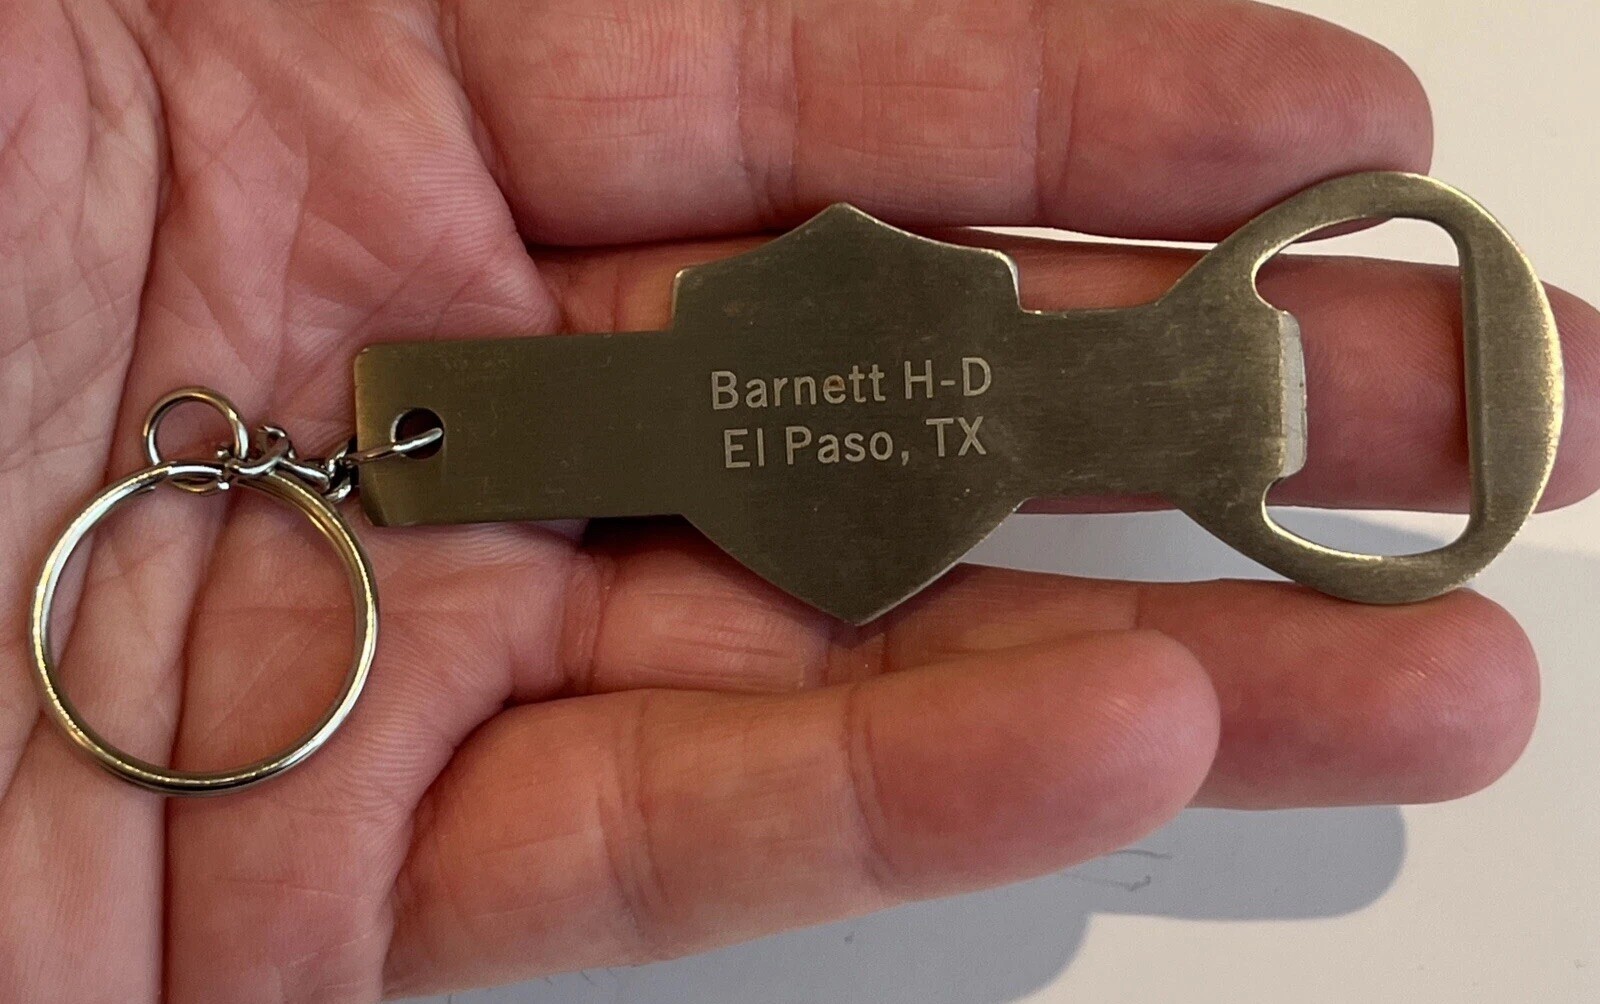 Barnett H-D
El Paso, TX